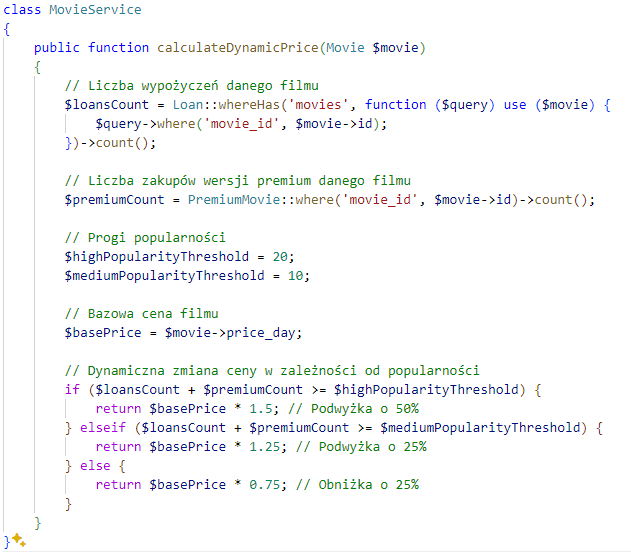 class MovieService
{
    public function calculateDynamicPrice(Movie $movie)
    {
        // Liczba wypożyczeń danego filmu
        $loansCount = Loan::whereHas('movies', function ($query) use ($movie) {
            $query->where('movie_id', $movie->id);
        })->count();

        // Liczba zakupów wersji premium danego filmu
        $premiumCount = PremiumMovie::where('movie_id', $movie->id)->count();

        // Progi popularności
        $highPopularityThreshold = 20;
        $mediumPopularityThreshold = 10;

        // Bazowa cena filmu
        $basePrice = $movie->price_day;

        // Dynamiczna zmiana ceny w zależności od popularności
        if ($loansCount + $premiumCount >= $highPopularityThreshold) {
            return $basePrice * 1.5; // Podwyżka o 50%
        } elseif ($loansCount + $premiumCount >= $mediumPopularityThreshold) {
            return $basePrice * 1.25; // Podwyżka o 25%
        } else {
            return $basePrice * 0.75; // Obniżka o 25%
        }
    }
}